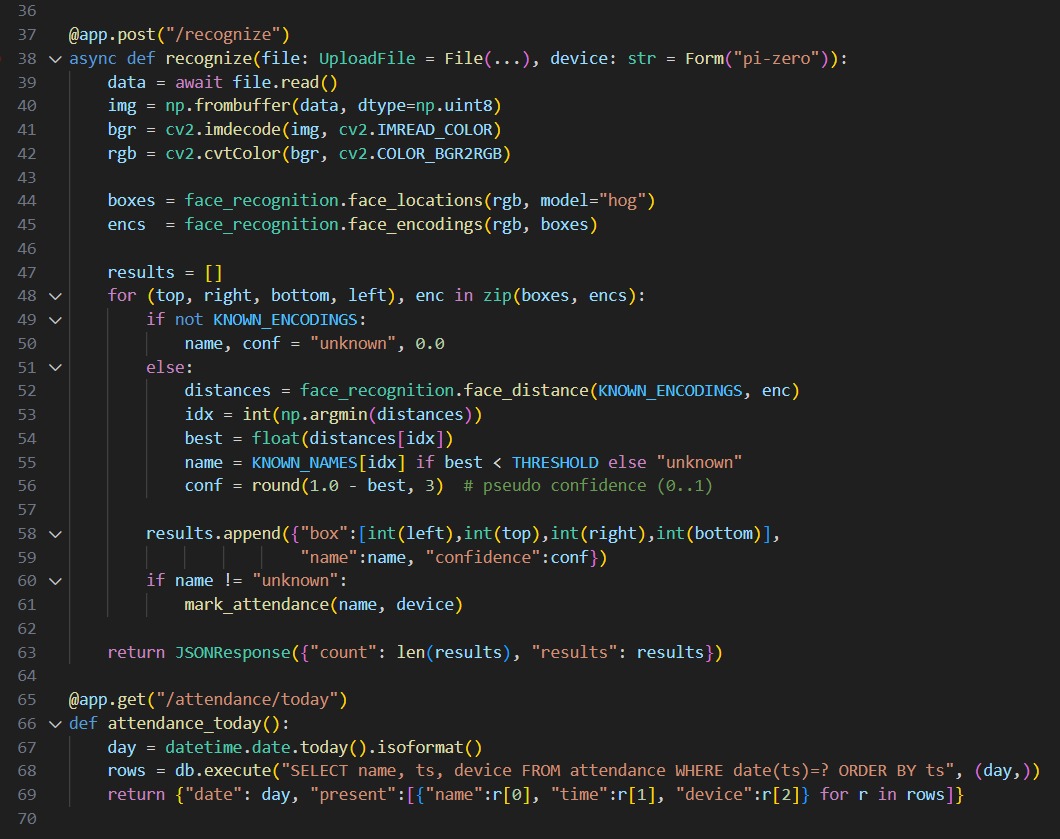 36
37 @app.post("/recognize")
38 async def recognize(file: UploadFile = File(...), device: str = Form("pi-zero")):
39     data = await file.read()
40     img = np.frombuffer(data, dtype=np.uint8)
41     bgr = cv2.imdecode(img, cv2.IMREAD_COLOR)
42     rgb = cv2.cvtColor(bgr, cv2.COLOR_BGR2RGB)
43
44     boxes = face_recognition.face_locations(rgb, model="hog")
45     encs  = face_recognition.face_encodings(rgb, boxes)
46
47     results = []
48     for (top, right, bottom, left), enc in zip(boxes, encs):
49         if not KNOWN_ENCODINGS:
50             name, conf = "unknown", 0.0
51         else:
52             distances = face_recognition.face_distance(KNOWN_ENCODINGS, enc)
53             idx = int(np.argmin(distances))
54             best = float(distances[idx])
55             name = KNOWN_NAMES[idx] if best < THRESHOLD else "unknown"
56             conf = round(1.0 - best, 3)  # pseudo confidence (0..1)
57
58         results.append({"box":[int(left),int(top),int(right),int(bottom)],
59                         "name":name, "confidence":conf})
60         if name != "unknown":
61             mark_attendance(name, device)
62
63     return JSONResponse({"count": len(results), "results": results})
64
65 @app.get("/attendance/today")
66 def attendance_today():
67     day = datetime.date.today().isoformat()
68     rows = db.execute("SELECT name, ts, device FROM attendance WHERE date(ts)=? ORDER BY ts", (day,))
69     return {"date": day, "present":[{"name":r[0], "time":r[1], "device":r[2]} for r in rows]}
70